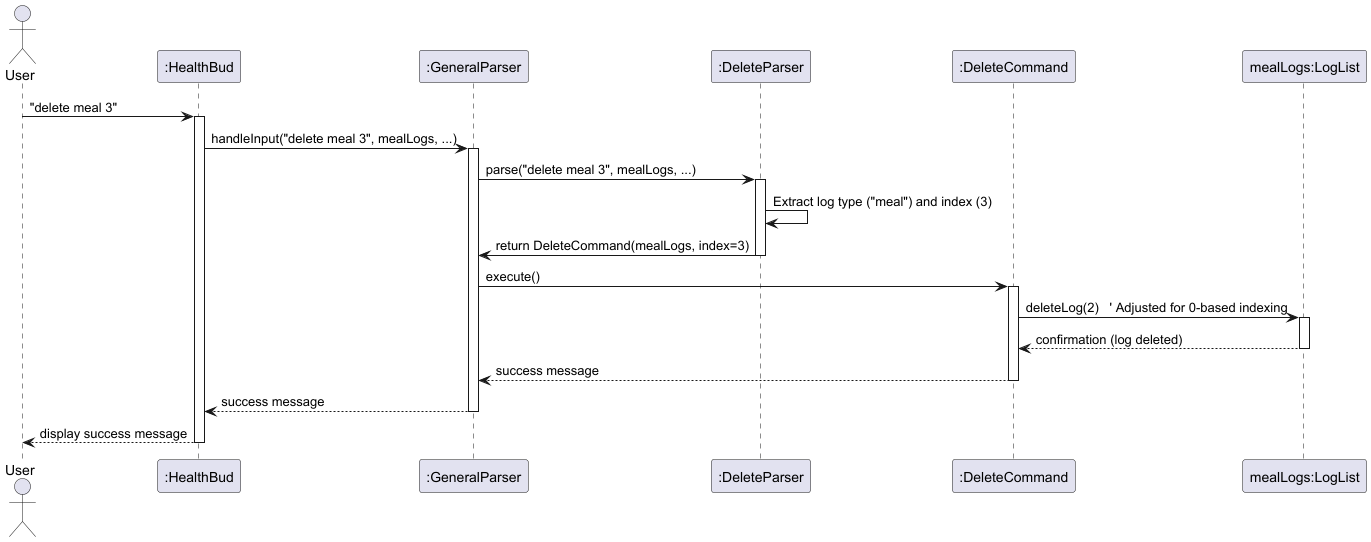 User
:HealthBud
:GeneralParser
:DeleteParser
:DeleteCommand
mealLogs:LogList
"delete meal 3"
handleInput("delete meal 3", mealLogs, ...)
parse("delete meal 3", mealLogs, ...)
Extract log type ("meal") and index (3)
return DeleteCommand(mealLogs, index=3)
execute()
deleteLog(2)   ' Adjusted for 0-based indexing
confirmation (log deleted)
success message
success message
display success message
User
:HealthBud
:GeneralParser
:DeleteParser
:DeleteCommand
mealLogs:LogList